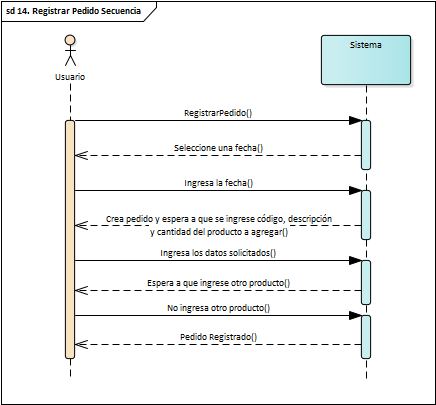 sd 14. Registrar Pedido Secuencia
Usuario
Sistema
RegistrarPedido()
Seleccione una fecha()
Ingresa la fecha()
Crea pedido y espera a que se ingrese código, descripción
y cantidad del producto a agregar()
Ingresa los datos solicitados()
Espera a que ingrese otro producto()
No ingresa otro producto()
Pedido Registrado()